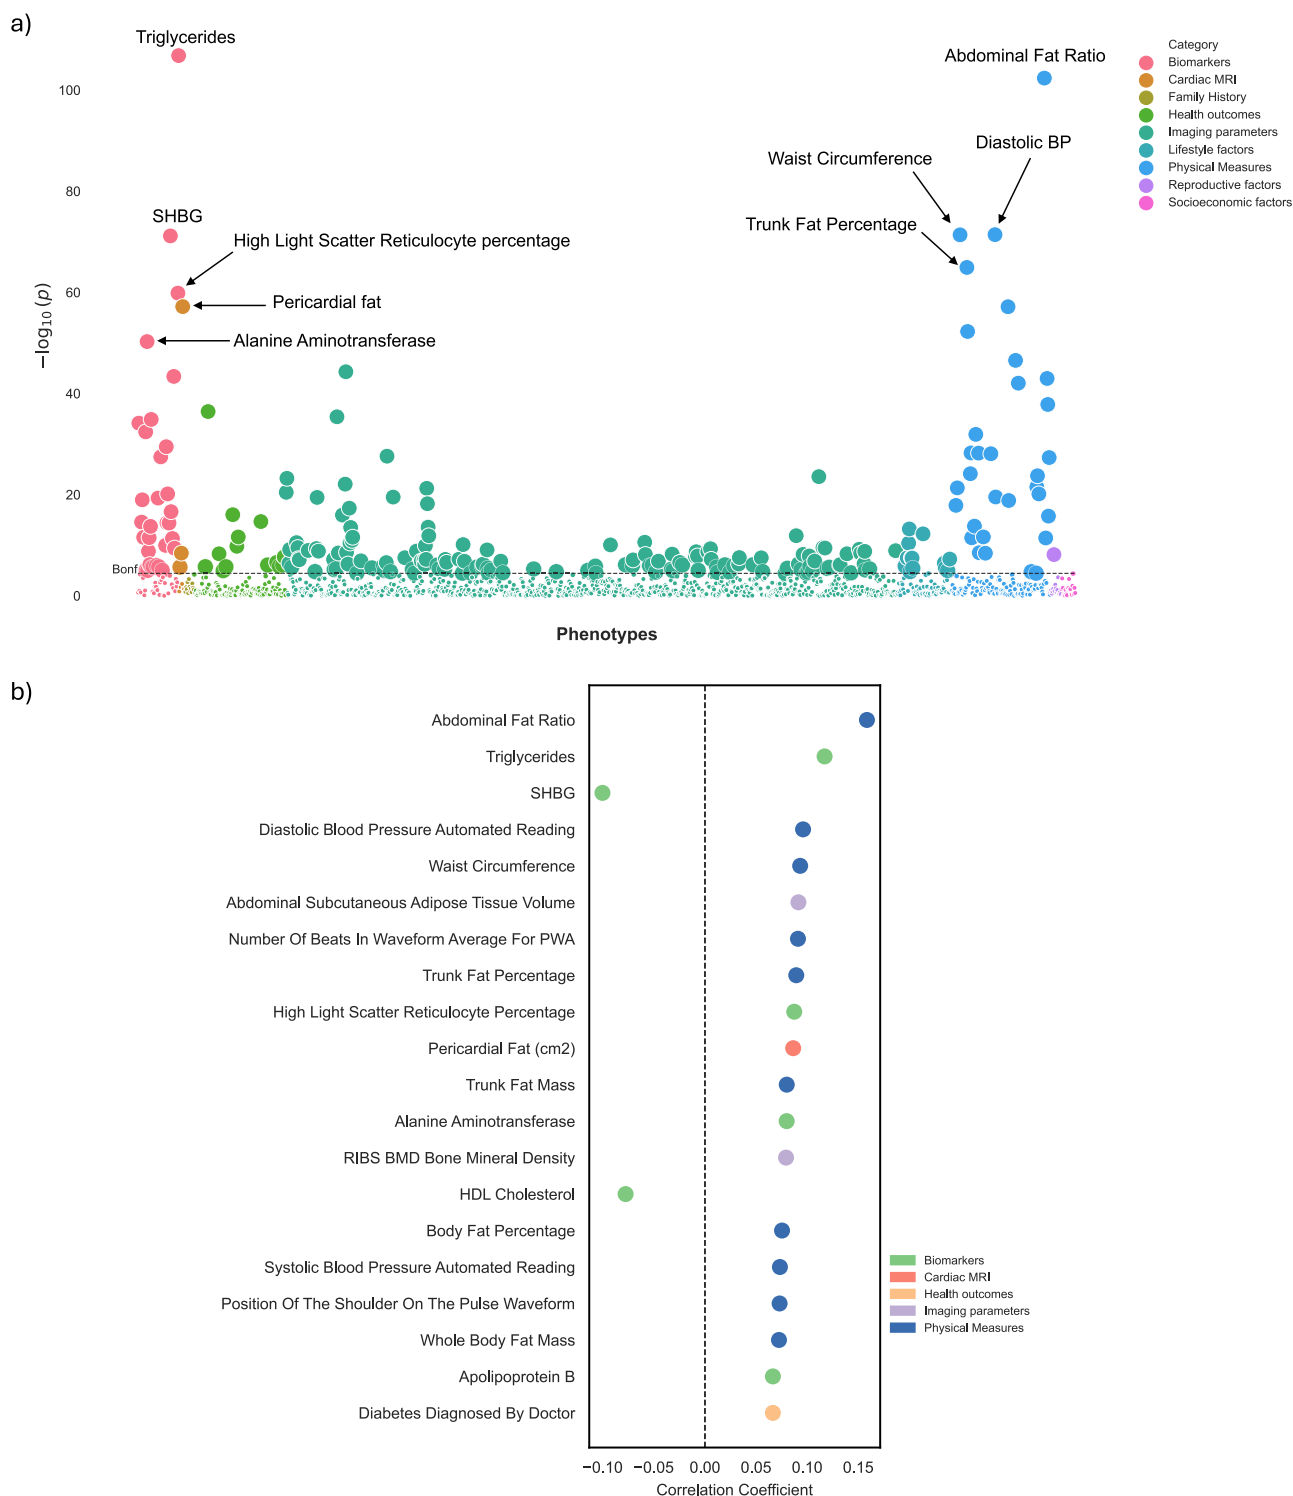 a)
Triglycerides
Abdominal Fat Ratio
Diastolic BP
Waist Circumference
Trunk Fat Percentage
SHBG
High Light Scatter Reticulocyte percentage
Pericardial fat
Alanine Aminotransferase
Category
Biomarkers
Cardiac MRI
Family History
Health outcomes
Imaging parameters
Lifestyle factors
Physical Measures
Reproductive factors
Socioeconomic factors
−log₁₀(p)
100
80
60
40
20
Bonf
0
Phenotypes
b)
Abdominal Fat Ratio
Triglycerides
SHBG
Diastolic Blood Pressure Automated Reading
Waist Circumference
Abdominal Subcutaneous Adipose Tissue Volume
Number Of Beats In Waveform Average For PWA
Trunk Fat Percentage
High Light Scatter Reticulocyte Percentage
Pericardial Fat (cm2)
Trunk Fat Mass
Alanine Aminotransferase
RIBS BMD Bone Mineral Density
HDL Cholesterol
Body Fat Percentage
Systolic Blood Pressure Automated Reading
Position Of The Shoulder On The Pulse Waveform
Whole Body Fat Mass
Apolipoprotein B
Diabetes Diagnosed By Doctor
Biomarkers
Cardiac MRI
Health outcomes
Imaging parameters
Physical Measures
−0.10 −0.05 0.00 0.05 0.10 0.15
Correlation Coefficient